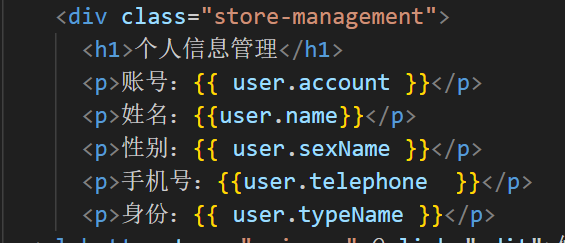 <div class="store-management">
<h1>个人信息管理</h1>
<p>账号：{{ user.account }}</p>
<p>姓名：{{user.name}}</p>
<p>性别：{{ user.sexName }}</p>
<p>手机号：{{user.telephone  }}</p>
<p>身份：{{ user.typeName }}</p>